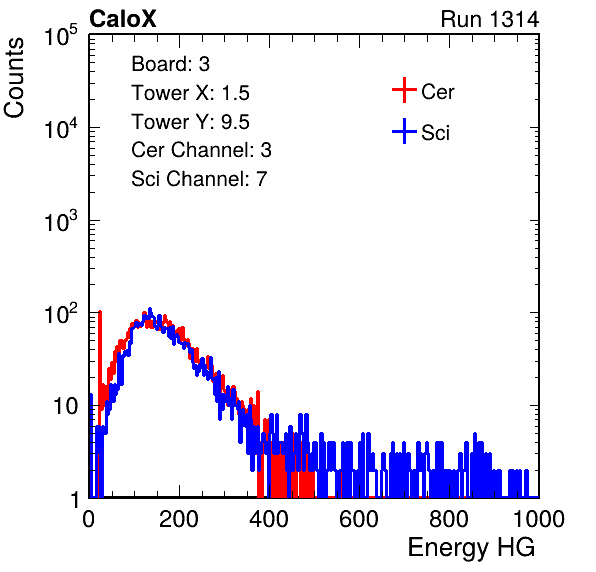 CaloX Run 1314
10^5
Counts
Board: 3
Tower X: 1.5
Tower Y: 9.5
Cer Channel: 3
Sci Channel: 7
Cer
Sci
10^4
10^3
10^2
10
1
0 200 400 600 800 1000
Energy HG